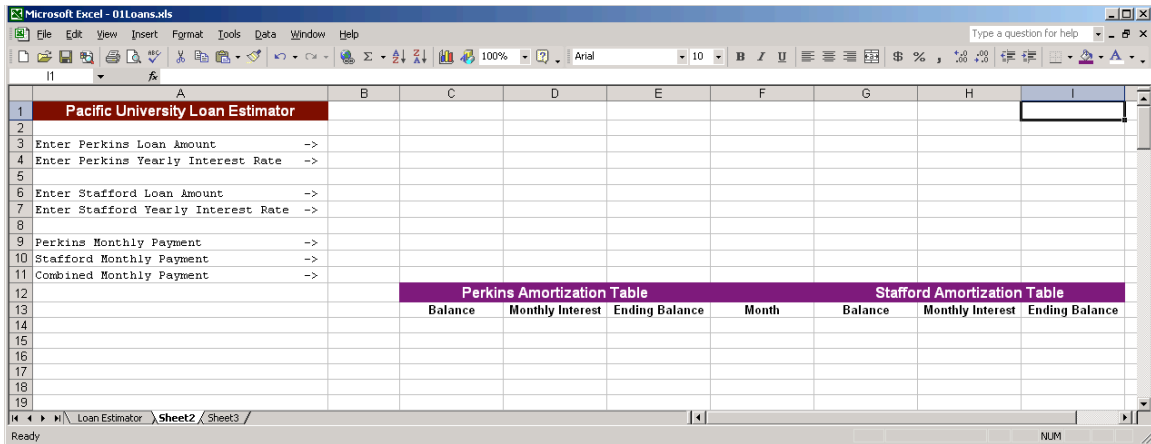 Microsoft Excel - 01Loans.xls
File Edit View Insert Format Tools Data Window Help Type a question for help
100% Arial 10 B I U $ % ,
I1 fx
A B C D E F G H I
1 Pacific University Loan Estimator
2
3 Enter Perkins Loan Amount ->
4 Enter Perkins Yearly Interest Rate ->
5
6 Enter Stafford Loan Amount ->
7 Enter Stafford Yearly Interest Rate ->
8
9 Perkins Monthly Payment ->
10 Stafford Monthly Payment ->
11 Combined Monthly Payment ->
12 Perkins Amortization Table Stafford Amortization Table
13 Balance Monthly Interest Ending Balance Month Balance Monthly Interest Ending Balance
14
15
16
17
18
19
Loan Estimator Sheet2 Sheet3
Ready NUM